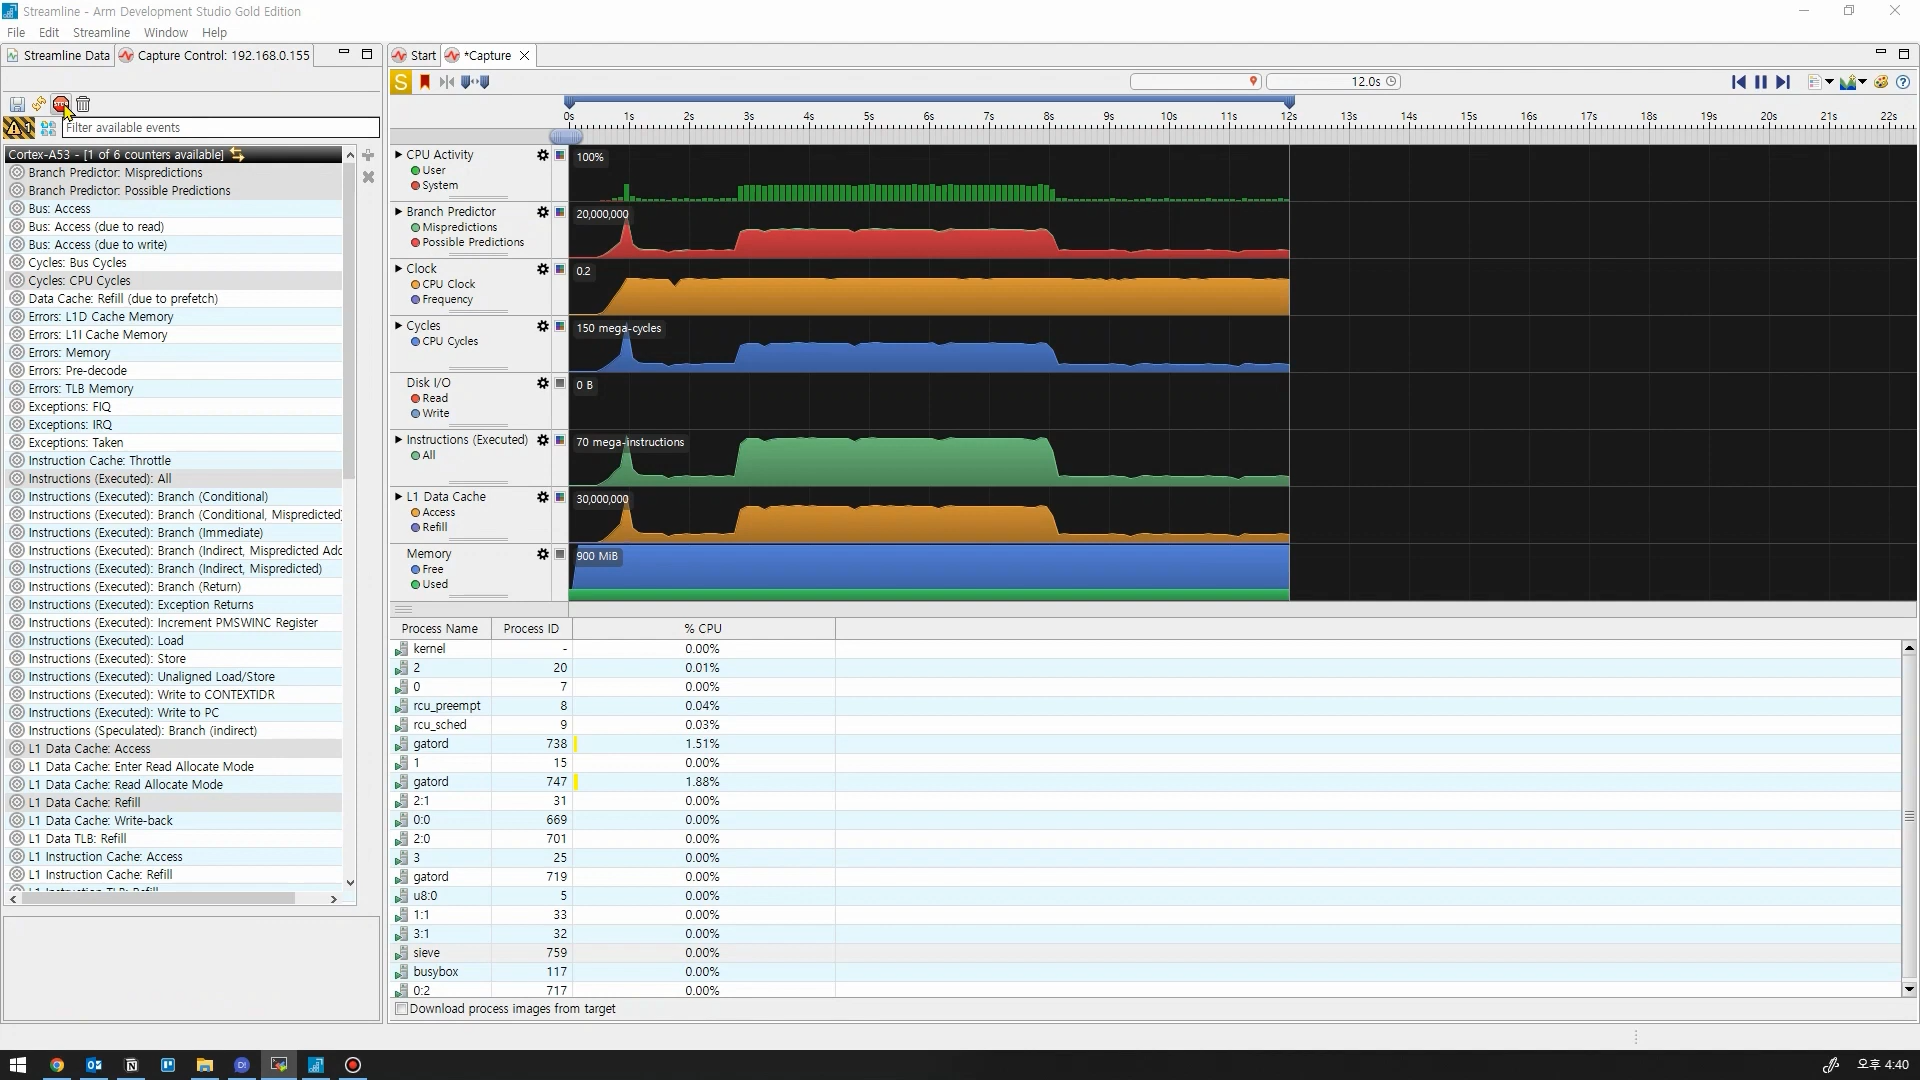 Streamline - Arm Development Studio Gold Edition
File Edit Streamline Window Help
Streamline Data Capture Control: 192.168.0.155
Start *Capture
STOP
S
12.0s
1
Filter available events
0s 1s 2s 3s 4s 5s 6s 7s 8s 9s 10s 11s 12s 13s 14s 15s 16s 17s 18s 19s 20s 21s 22s
Cortex-A53 - [1 of 6 counters available]
Branch Predictor: Mispredictions
Branch Predictor: Possible Predictions
Bus: Access
Bus: Access (due to read)
Bus: Access (due to write)
Cycles: Bus Cycles
Cycles: CPU Cycles
Data Cache: Refill (due to prefetch)
Errors: L1D Cache Memory
Errors: L1I Cache Memory
Errors: Memory
Errors: Pre-decode
Errors: TLB Memory
Exceptions: FIQ
Exceptions: IRQ
Exceptions: Taken
Instruction Cache: Throttle
Instructions (Executed): All
Instructions (Executed): Branch (Conditional)
Instructions (Executed): Branch (Conditional, Mispredicted)
Instructions (Executed): Branch (Immediate)
Instructions (Executed): Branch (Indirect, Mispredicted Adc
Instructions (Executed): Branch (Indirect, Mispredicted)
Instructions (Executed): Branch (Return)
Instructions (Executed): Exception Returns
Instructions (Executed): Increment PMSWINC Register
Instructions (Executed): Load
Instructions (Executed): Store
Instructions (Executed): Unaligned Load/Store
Instructions (Executed): Write to CONTEXTIDR
Instructions (Executed): Write to PC
Instructions (Speculated): Branch (indirect)
L1 Data Cache: Access
L1 Data Cache: Enter Read Allocate Mode
L1 Data Cache: Read Allocate Mode
L1 Data Cache: Refill
L1 Data Cache: Write-back
L1 Data TLB: Refill
L1 Instruction Cache: Access
L1 Instruction Cache: Refill
L1 Instruction TLB: Refill
CPU Activity
User
System
100%
Branch Predictor
Mispredictions
Possible Predictions
20,000,000
Clock
CPU Clock
Frequency
0.2
Cycles
CPU Cycles
150 mega-cycles
Disk I/O
Read
Write
0 B
Instructions (Executed)
All
70 mega-instructions
L1 Data Cache
Access
Refill
30,000,000
Memory
Free
Used
900 MiB
Process Name Process ID % CPU
kernel - 0.00%
2 20 0.01%
0 7 0.00%
rcu_preempt 8 0.04%
rcu_sched 9 0.03%
gatord 738 1.51%
1 15 0.00%
gatord 747 1.88%
2:1 31 0.00%
0:0 669 0.00%
2:0 701 0.00%
3 25 0.00%
gatord 719 0.00%
u8:0 5 0.00%
1:1 33 0.00%
3:1 32 0.00%
sieve 759 0.00%
busybox 117 0.00%
0:2 717 0.00%
Download process images from target
오후 4:40